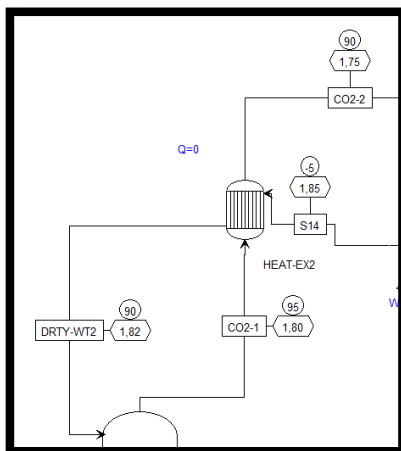 90
1,75
CO2-2
Q=0
-5
1,85
S14
HEAT-EX2
W
90
DRTY-WT2
1,82
95
CO2-1
1,80